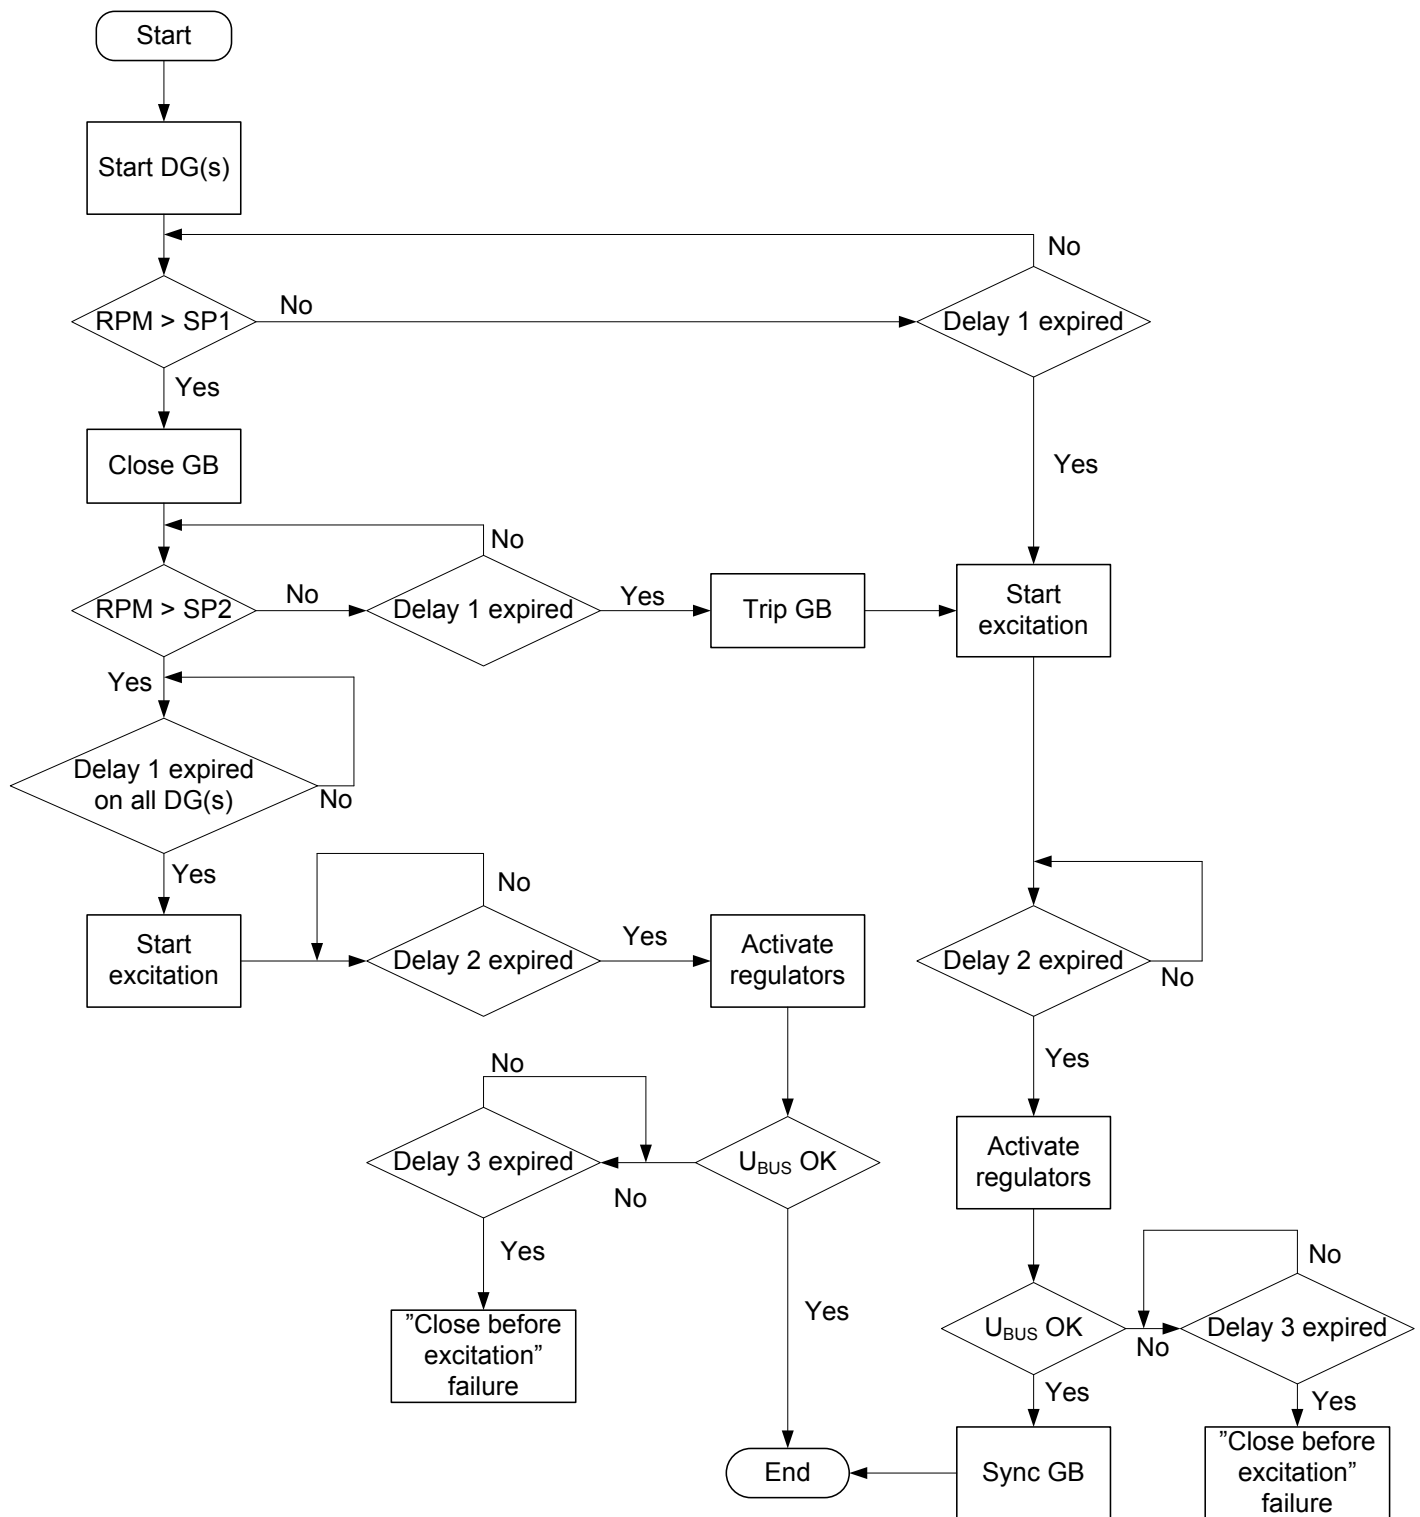 Start
Start DG(s)
No
RPM > SP1
No
Delay 1 expired
Yes
Close GB
Yes
No
RPM > SP2
No
Delay 1 expired
Yes
Trip GB
Start
excitation
Yes
Delay 1 expired
on all DG(s)
No
Yes
No
Start
excitation
Delay 2 expired
Yes
Activate
regulators
Delay 2 expired
No
Yes
No
Delay 3 expired
No
UBUS OK
Activate
regulators
Yes
Yes
”Close before
excitation”
failure
No
UBUS OK
No
Delay 3 expired
Yes
Yes
End
Sync GB
”Close before
excitation”
failure